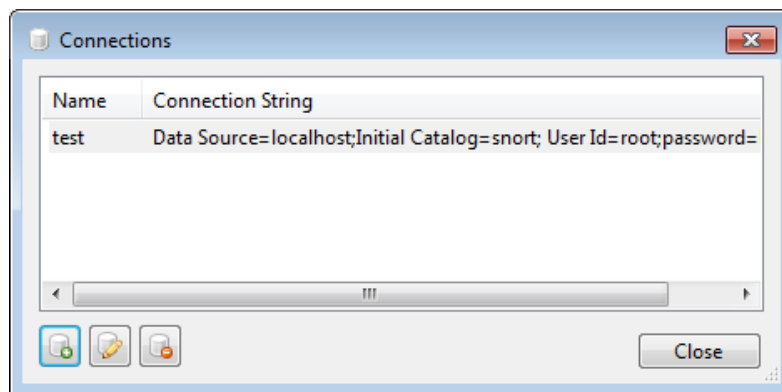 Connections
Name Connection String
test Data Source=localhost;Initial Catalog=snort; User Id=root;password=
Close